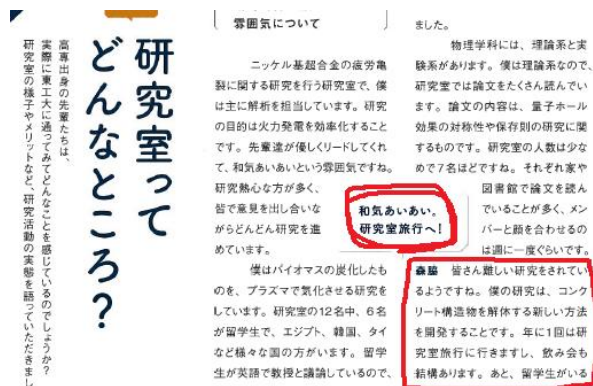 研究室って
どんなところ？
高専出身の先輩たちは、
実際に東工大に通ってみてどんなことを感じているのでしょうか？
研究室の様子やメリットなど、研究活動の実態を語っていただきまし
雰囲気について
ニッケル基超合金の疲労亀
裂に関する研究を行う研究室で、僕
は主に解析を担当しています。研究
の目的は火力発電を効率化すること
です。先輩達が優しくリードしてくれ
て、和気あいあいという雰囲気ですね。
研究熱心な方が多く、
皆で意見を出し合いな
がらどんどん研究を進
めています。
僕はバイオマスの炭化したも
のを、プラズマで気化させる研究を
しています。研究室の12名中、6名
が留学生で、エジプト、韓国、タイ
など様々な国の方がいます。留学
生が英語で教授と議論しているので、
和気あいあい。
研究室旅行へ！
ました。
物理学科には、理論系と実
験系があります。僕は理論系なので、
研究室では論文をたくさん読んでい
ます。論文の内容は、量子ホール
効果の対称性や保存則の研究に関
するものです。研究室の人数は少な
めで7名ほどですね。それぞれ家や
図書館で論文を読ん
でいることが多く、メン
バーと顔を合わせるの
は週に一度ぐらいです。
森脇 皆さん難しい研究をされてい
るようですね。僕の研究は、コンク
リート構造物を解体する新しい方法
を開発することです。年に1回は研
究室旅行に行きますし、飲み会も
結構あります。あと、留学生がいる